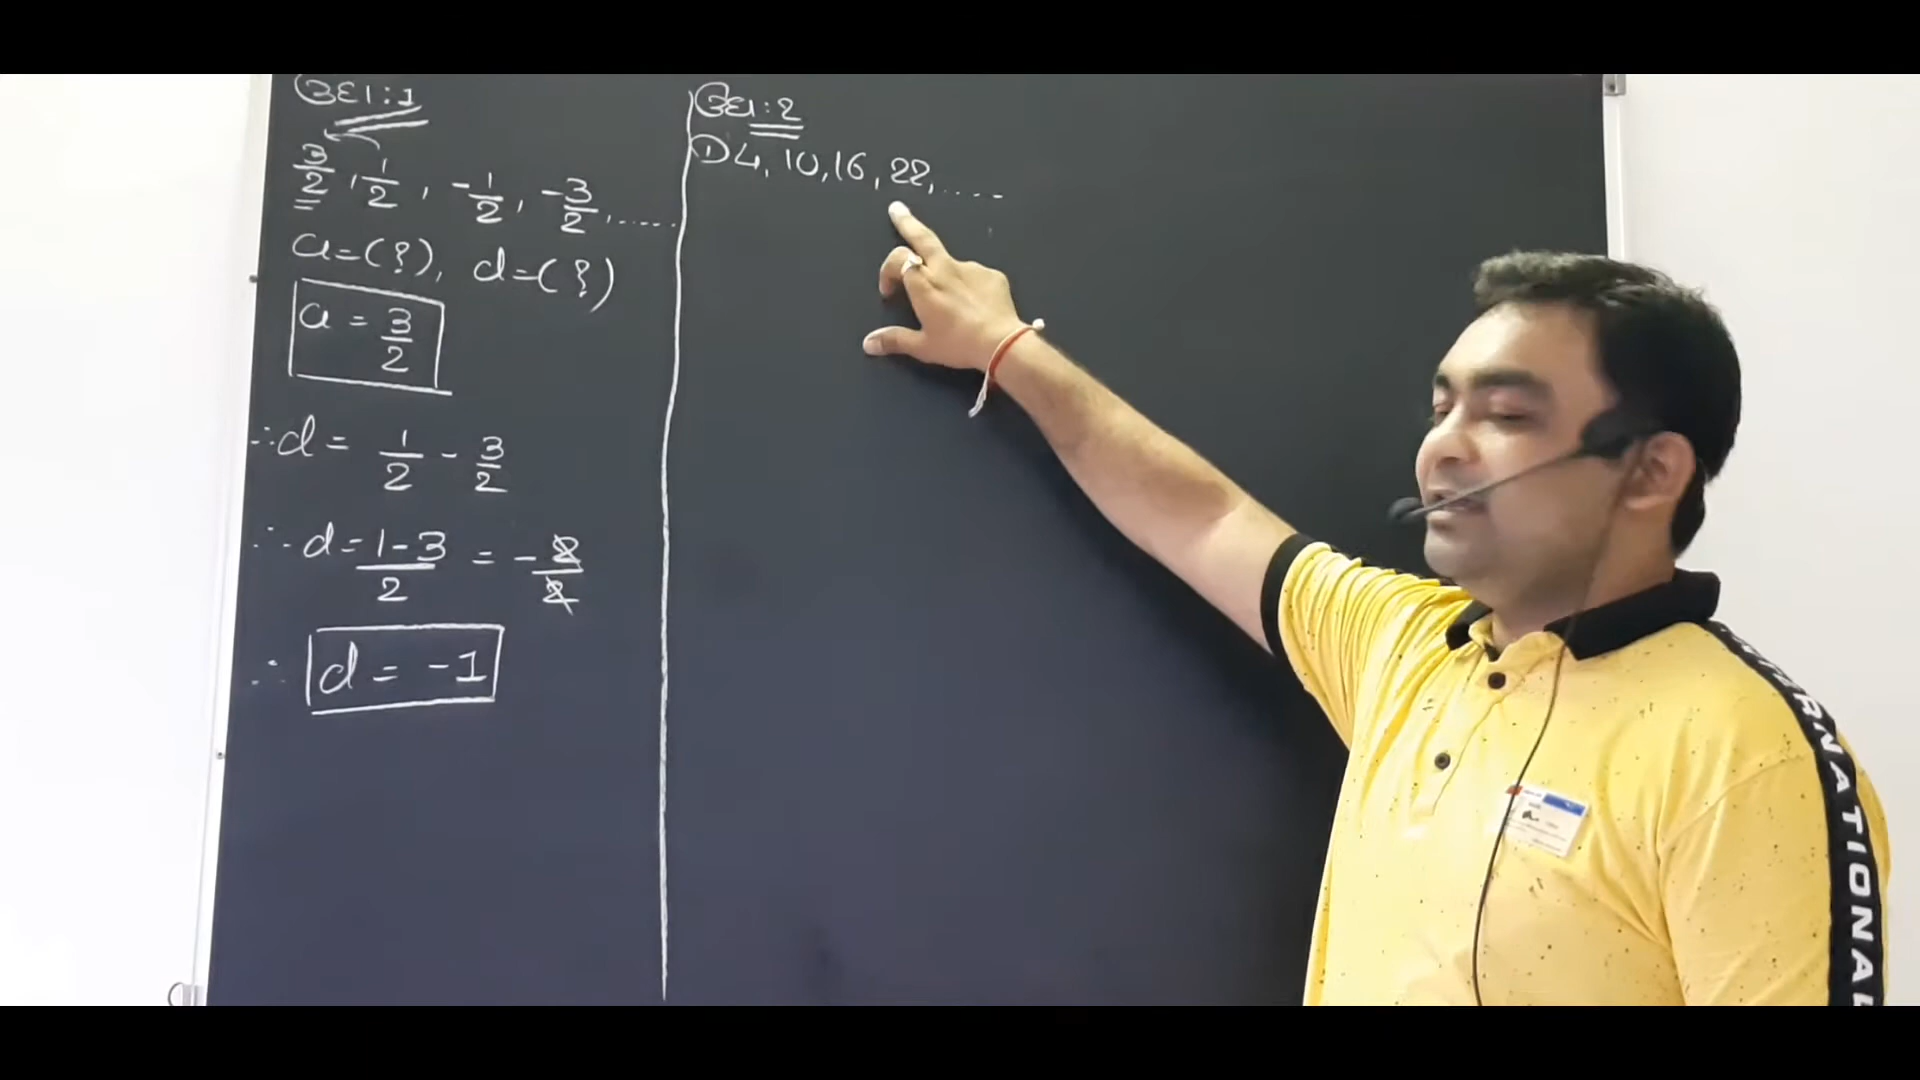 ઉદા:1
3/2, 1/2, -1/2, -3/2, .....
a=(?), d=(?)
a = 3/2
∴ d = 1/2 - 3/2
∴ d = 1-3/2 = -2/2
∴ d = -1
ઉદા:2
① 4, 10, 16, 22, .....
INTERNATIONAL